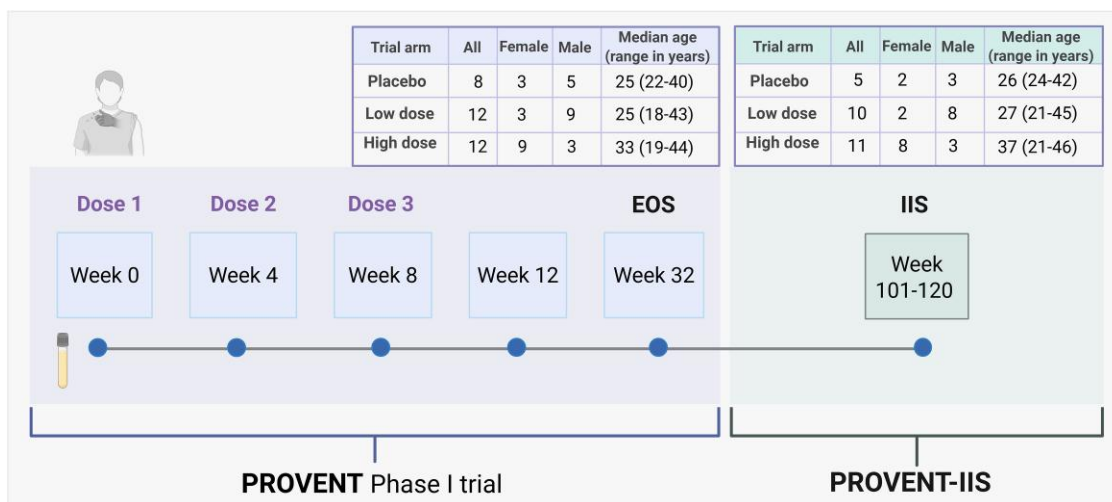 Trial arm All Female Male Median age (range in years)
Placebo 8 3 5 25 (22-40)
Low dose 12 3 9 25 (18-43)
High dose 12 9 3 33 (19-44)
Trial arm All Female Male Median age (range in years)
Placebo 5 2 3 26 (24-42)
Low dose 10 2 8 27 (21-45)
High dose 11 8 3 37 (21-46)
Dose 1 Dose 2 Dose 3 EOS IIS
Week 0 Week 4 Week 8 Week 12 Week 32 Week
101-120
PROVENT Phase I trial PROVENT-IIS